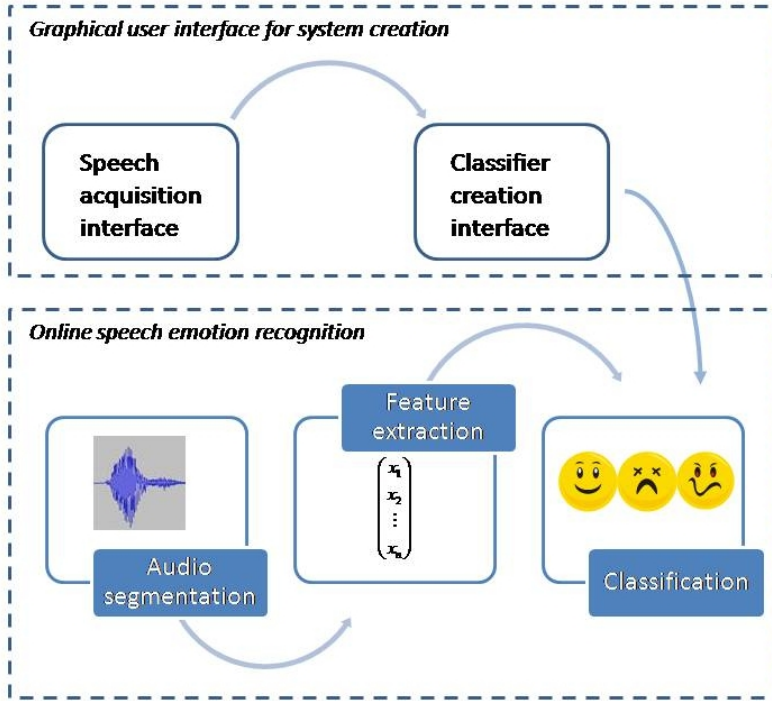 Graphical user interface for system creation
Speech
acquisition
interface
Classifier
creation
interface
Online speech emotion recognition
Feature
extraction
x₁
x₂
⋮
xₙ
Audio
segmentation
Classification